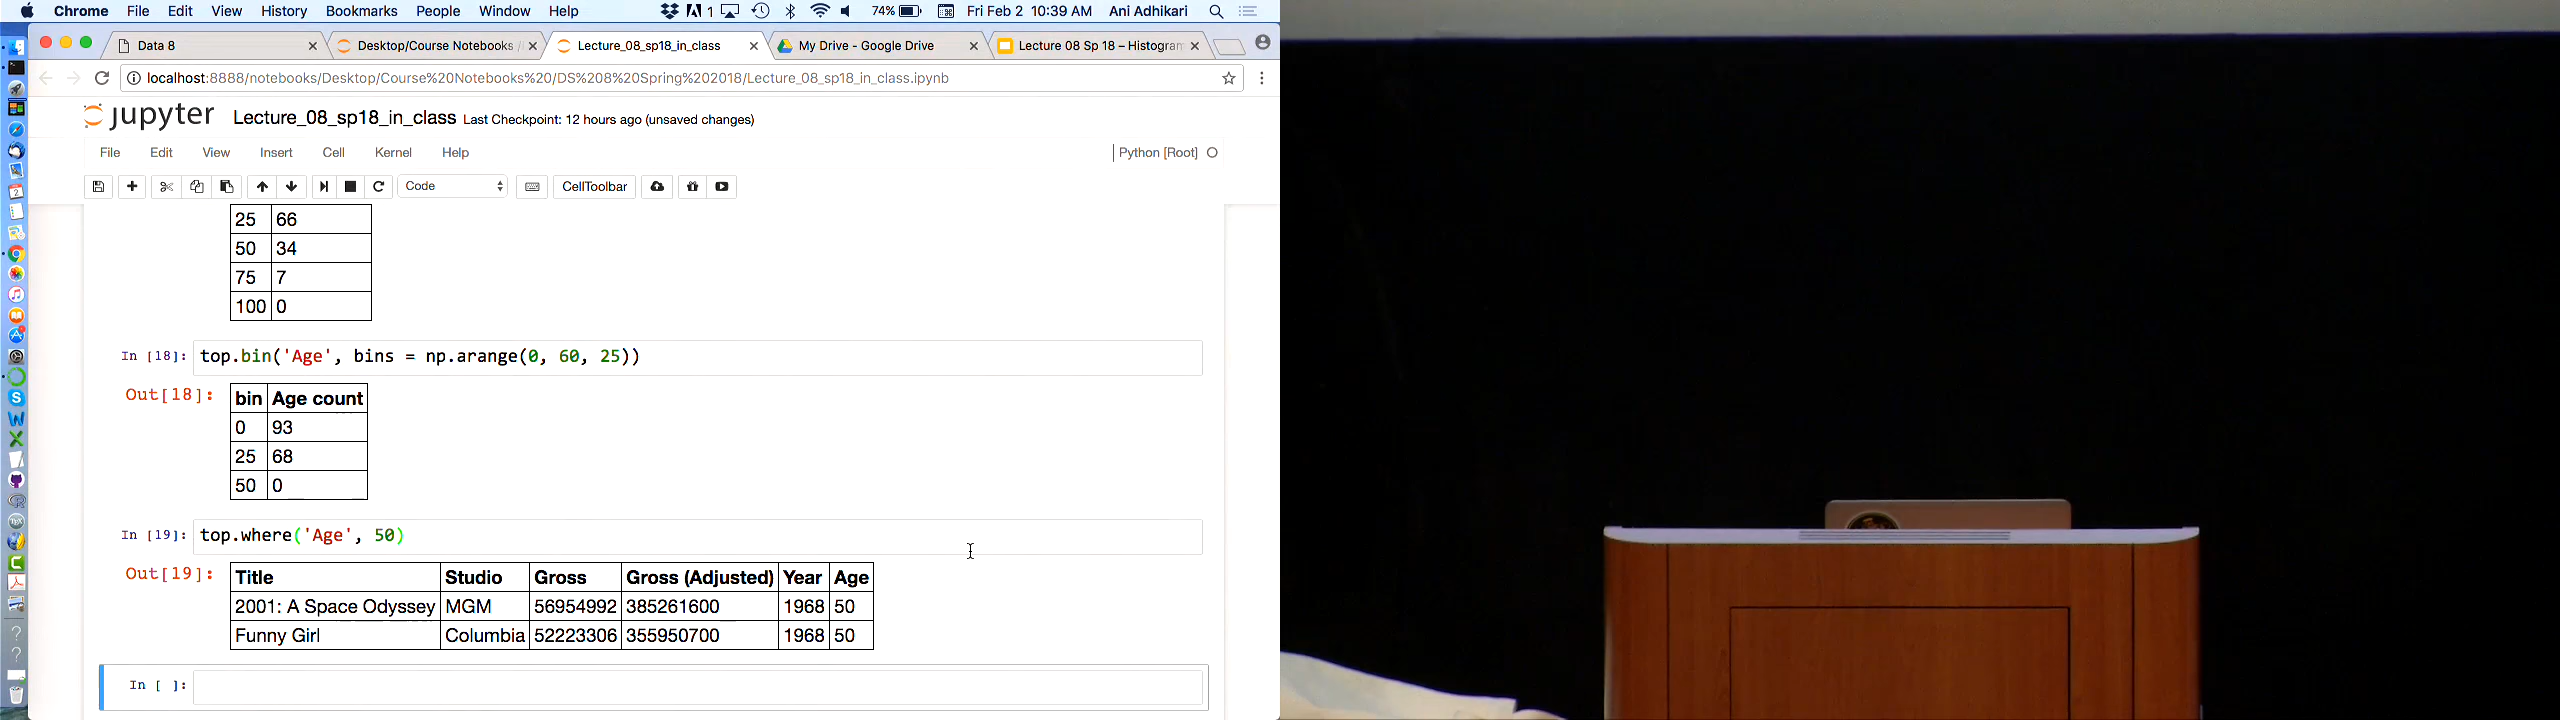 Chrome File Edit View History Bookmarks People Window Help 1 74% Fri Feb 2 10:39 AM Ani Adhikari
Data 8 Desktop/Course Notebooks / Lecture_08_sp18_in_class My Drive - Google Drive Lecture 08 Sp 18 – Histogram
localhost:8888/notebooks/Desktop/Course%20Notebooks%20/DS%208%20Spring%202018/Lecture_08_sp18_in_class.ipynb
jupyter Lecture_08_sp18_in_class Last Checkpoint: 12 hours ago (unsaved changes)
File Edit View Insert Cell Kernel Help Python [Root]
Code CellToolbar
25 66
50 34
75 7
100 0
In [18]: top.bin('Age', bins = np.arange(0, 60, 25))
Out[18]: bin Age count
0 93
25 68
50 0
In [19]: top.where('Age', 50)
Out[19]: Title Studio Gross Gross (Adjusted) Year Age
2001: A Space Odyssey MGM 56954992 385261600 1968 50
Funny Girl Columbia 52223306 355950700 1968 50
In [ ]: